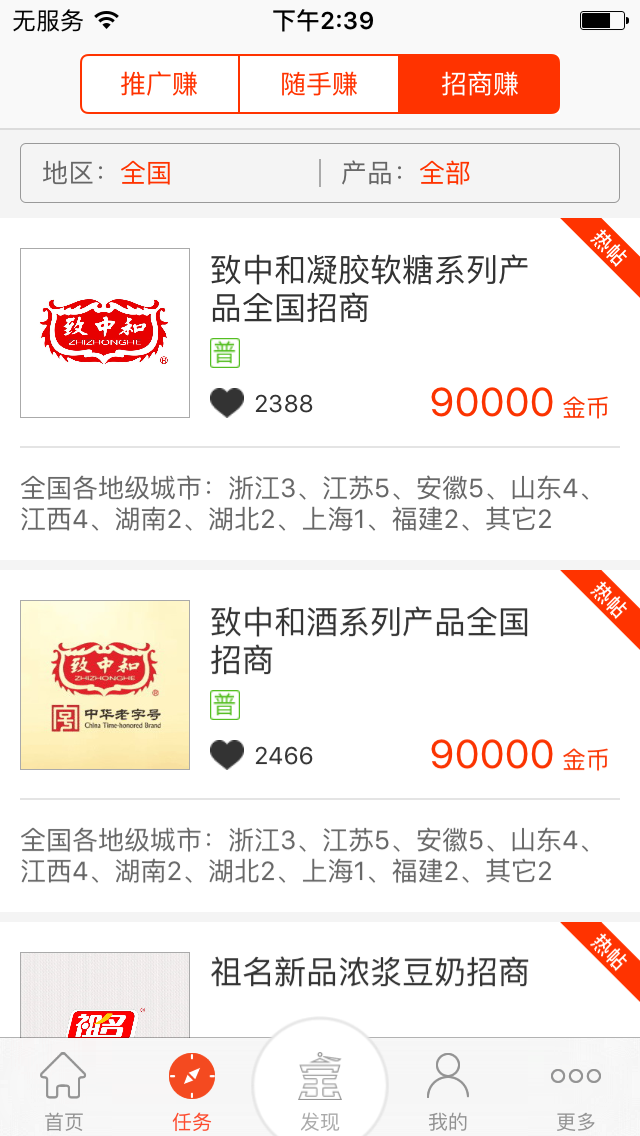 无服务 下午2:39
推广赚 随手赚 招商赚
地区：全国 产品：全部
热帖
致中和凝胶软糖系列产
品全国招商
致中和
ZHIZHONGHE
®
普
2388 90000 金币
全国各地级城市：浙江3、江苏5、安徽5、山东4、
江西4、湖南2、湖北2、上海1、福建2、其它2
热帖
致中和酒系列产品全国
招商
致中和
ZHIZHONGHE
®
中华老字号
China Time-honored Brand
普
2466 90000 金币
全国各地级城市：浙江3、江苏5、安徽5、山东4、
江西4、湖南2、湖北2、上海1、福建2、其它2
热帖
祖名新品浓浆豆奶招商
祖名
首页 任务 发现 我的 更多